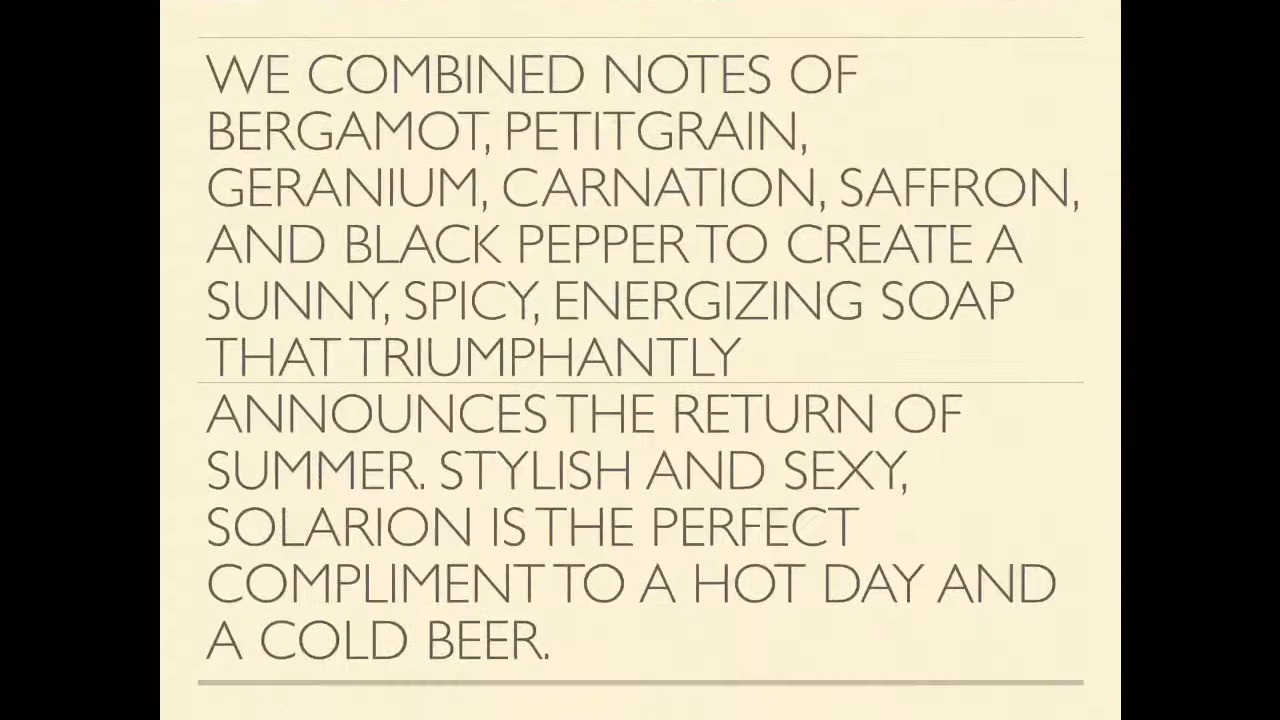 WE COMBINED NOTES OF
BERGAMOT, PETITGRAIN,
GERANIUM, CARNATION, SAFFRON,
AND BLACK PEPPER TO CREATE A
SUNNY, SPICY, ENERGIZING SOAP
THAT TRIUMPHANTLY
ANNOUNCES THE RETURN OF
SUMMER. STYLISH AND SEXY,
SOLARION IS THE PERFECT
COMPLIMENT TO A HOT DAY AND
A COLD BEER.